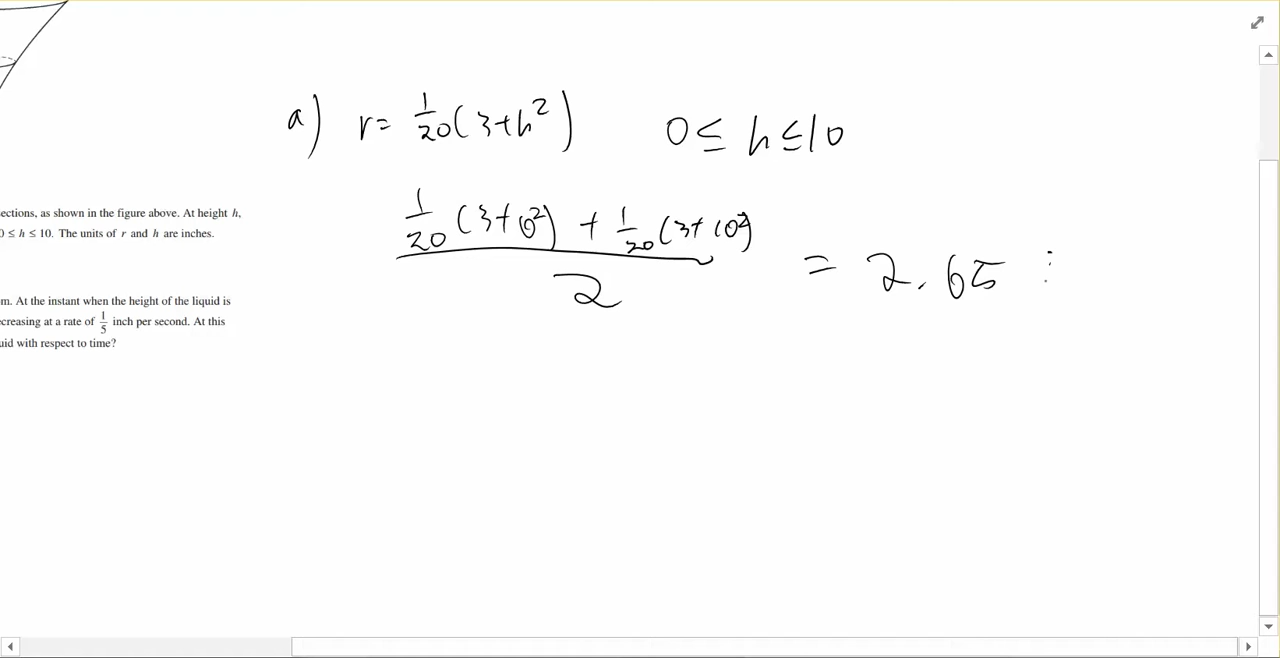 a) r = 1/20 (3+h²) 0 ≤ h ≤ 10
1/20 (3+0²) + 1/20 (3+10²)
2
= 2.65 :
ections, as shown in the figure above. At height h,
0 ≤ h ≤ 10. The units of r and h are inches.
m. At the instant when the height of the liquid is
creasing at a rate of 1/5 inch per second. At this
uid with respect to time?